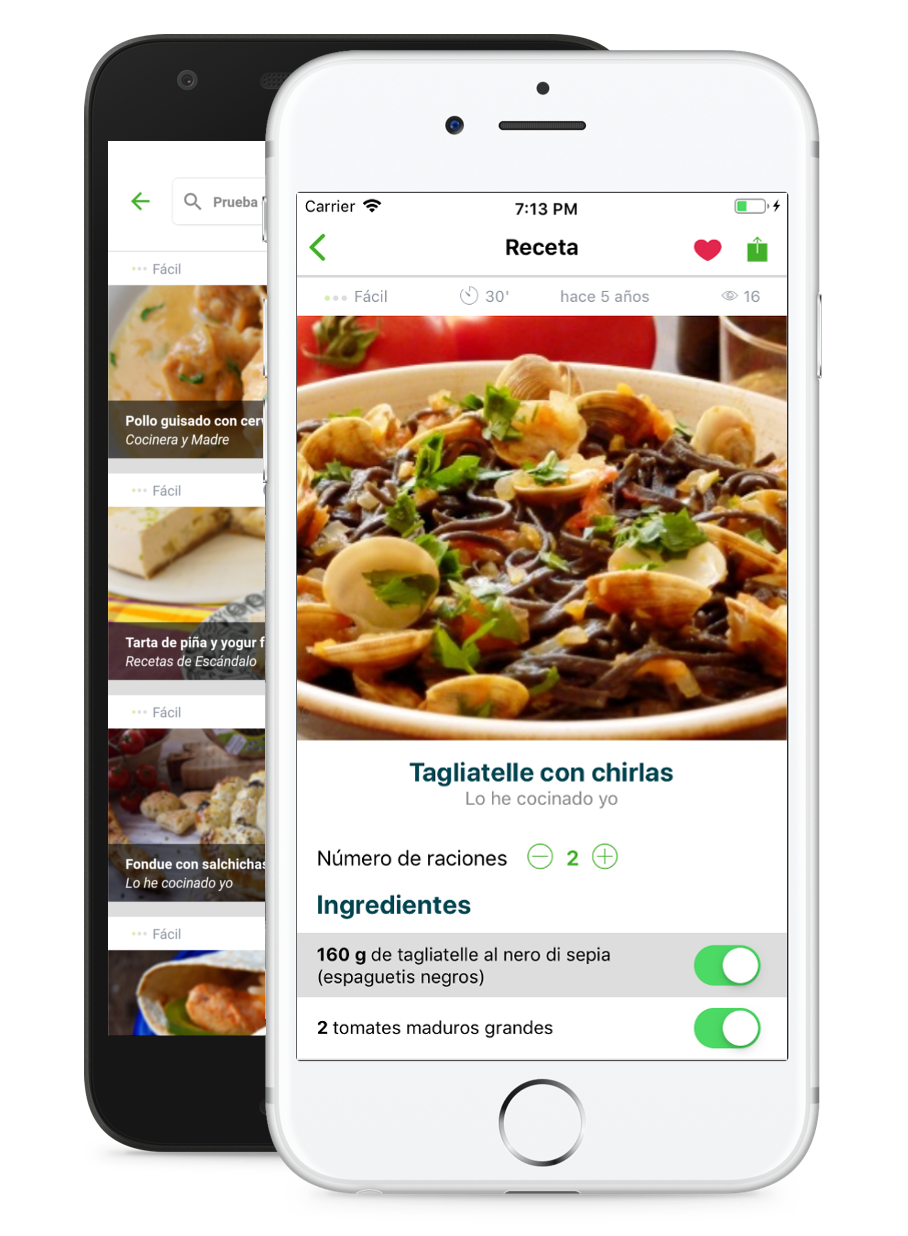 Prueba
Fácil
Pollo guisado con
Cocinera y Madre
Fácil
Tarta de piña y yogur
Recetas de Escándalo
Fácil
Fondue con salchichas
Lo he cocinado yo
Fácil
Carrier
7:13 PM
Receta
Fácil
30'
hace 5 años
16
Tagliatelle con chirlas
Lo he cocinado yo
Número de raciones
2
Ingredientes
160 g de tagliatelle al nero di sepia
(espaguetis negros)
2 tomates maduros grandes